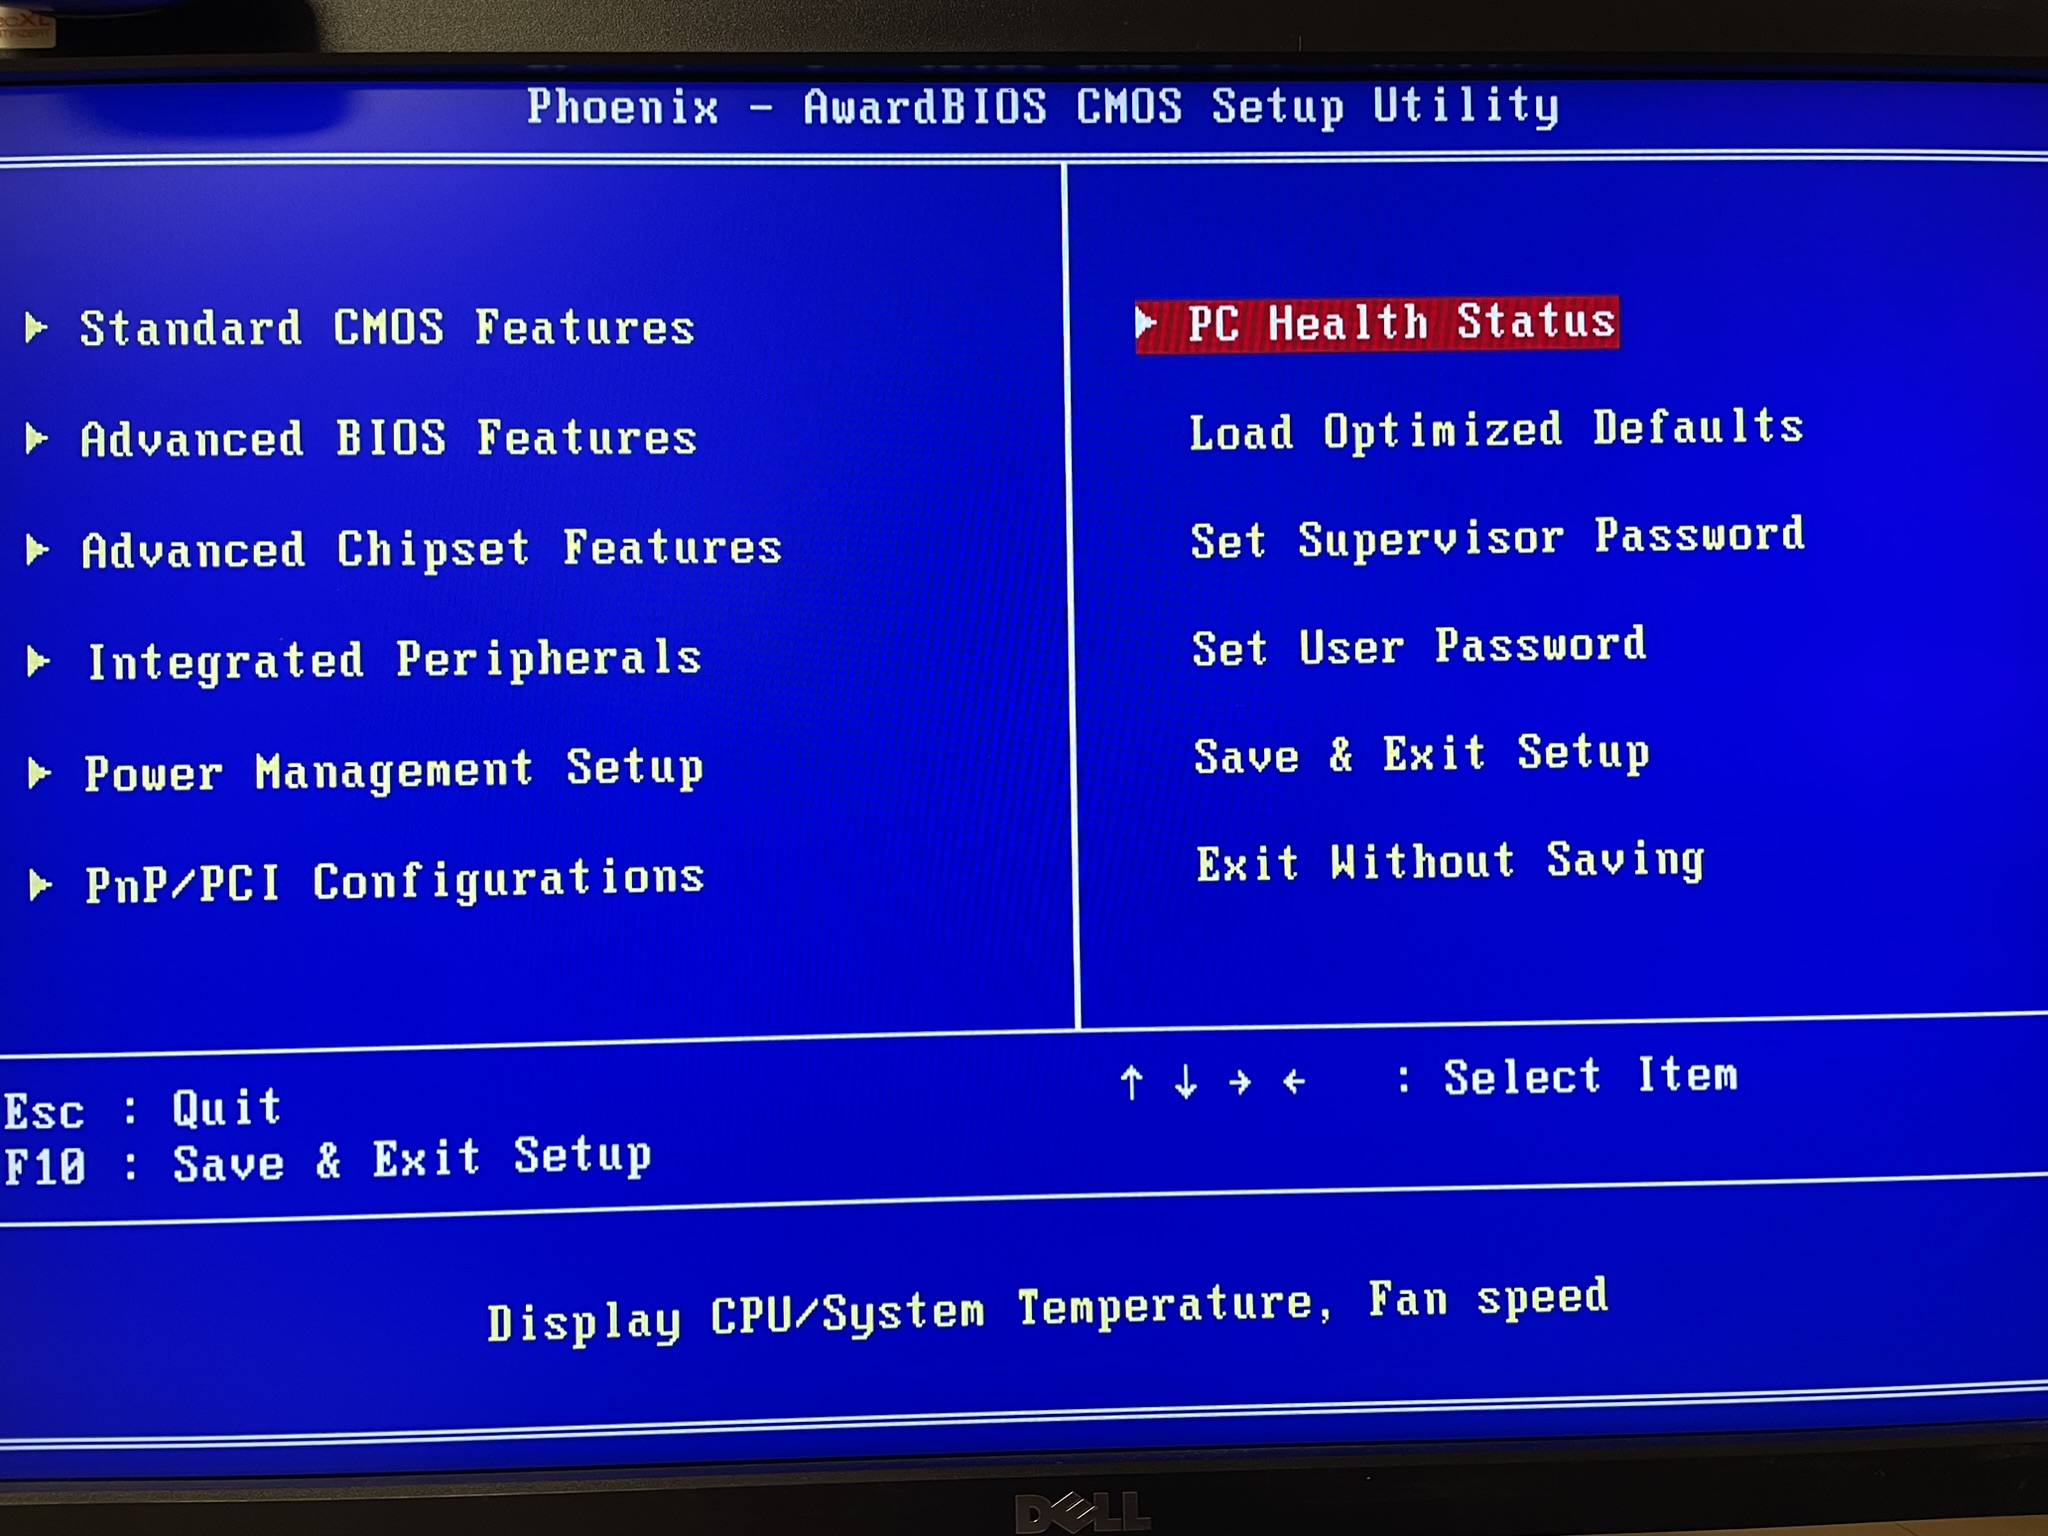 Phoenix - AwardBIOS CMOS Setup Utility
▶ Standard CMOS Features
▶ Advanced BIOS Features
▶ Advanced Chipset Features
▶ Integrated Peripherals
▶ Power Management Setup
▶ PnP/PCI Configurations
▶ PC Health Status
Load Optimized Defaults
Set Supervisor Password
Set User Password
Save & Exit Setup
Exit Without Saving
Esc : Quit
F10 : Save & Exit Setup
↑ ↓ → ← : Select Item
Display CPU/System Temperature, Fan speed
DELL